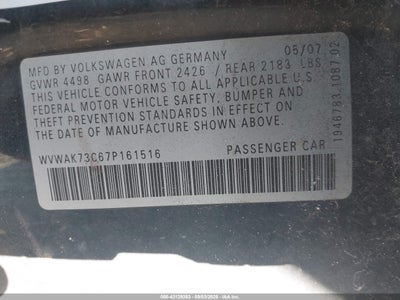 MFD BY VOLKSWAGEN AG GERMANY 05/07
GVWR 4498 GAWR FRONT 2426 / REAR 2183 LBS
THIS VEHICLE CONFORMS TO ALL APPLICABLE U.S.
FEDERAL MOTOR VEHICLE SAFETY, BUMPER AND
THEFT PREVENTION STANDARDS IN EFFECT ON THE
DATE OF MANUFACTURE SHOWN ABOVE.
WVWAK73C67P161516 PASSENGER CAR
1946783.1087.02